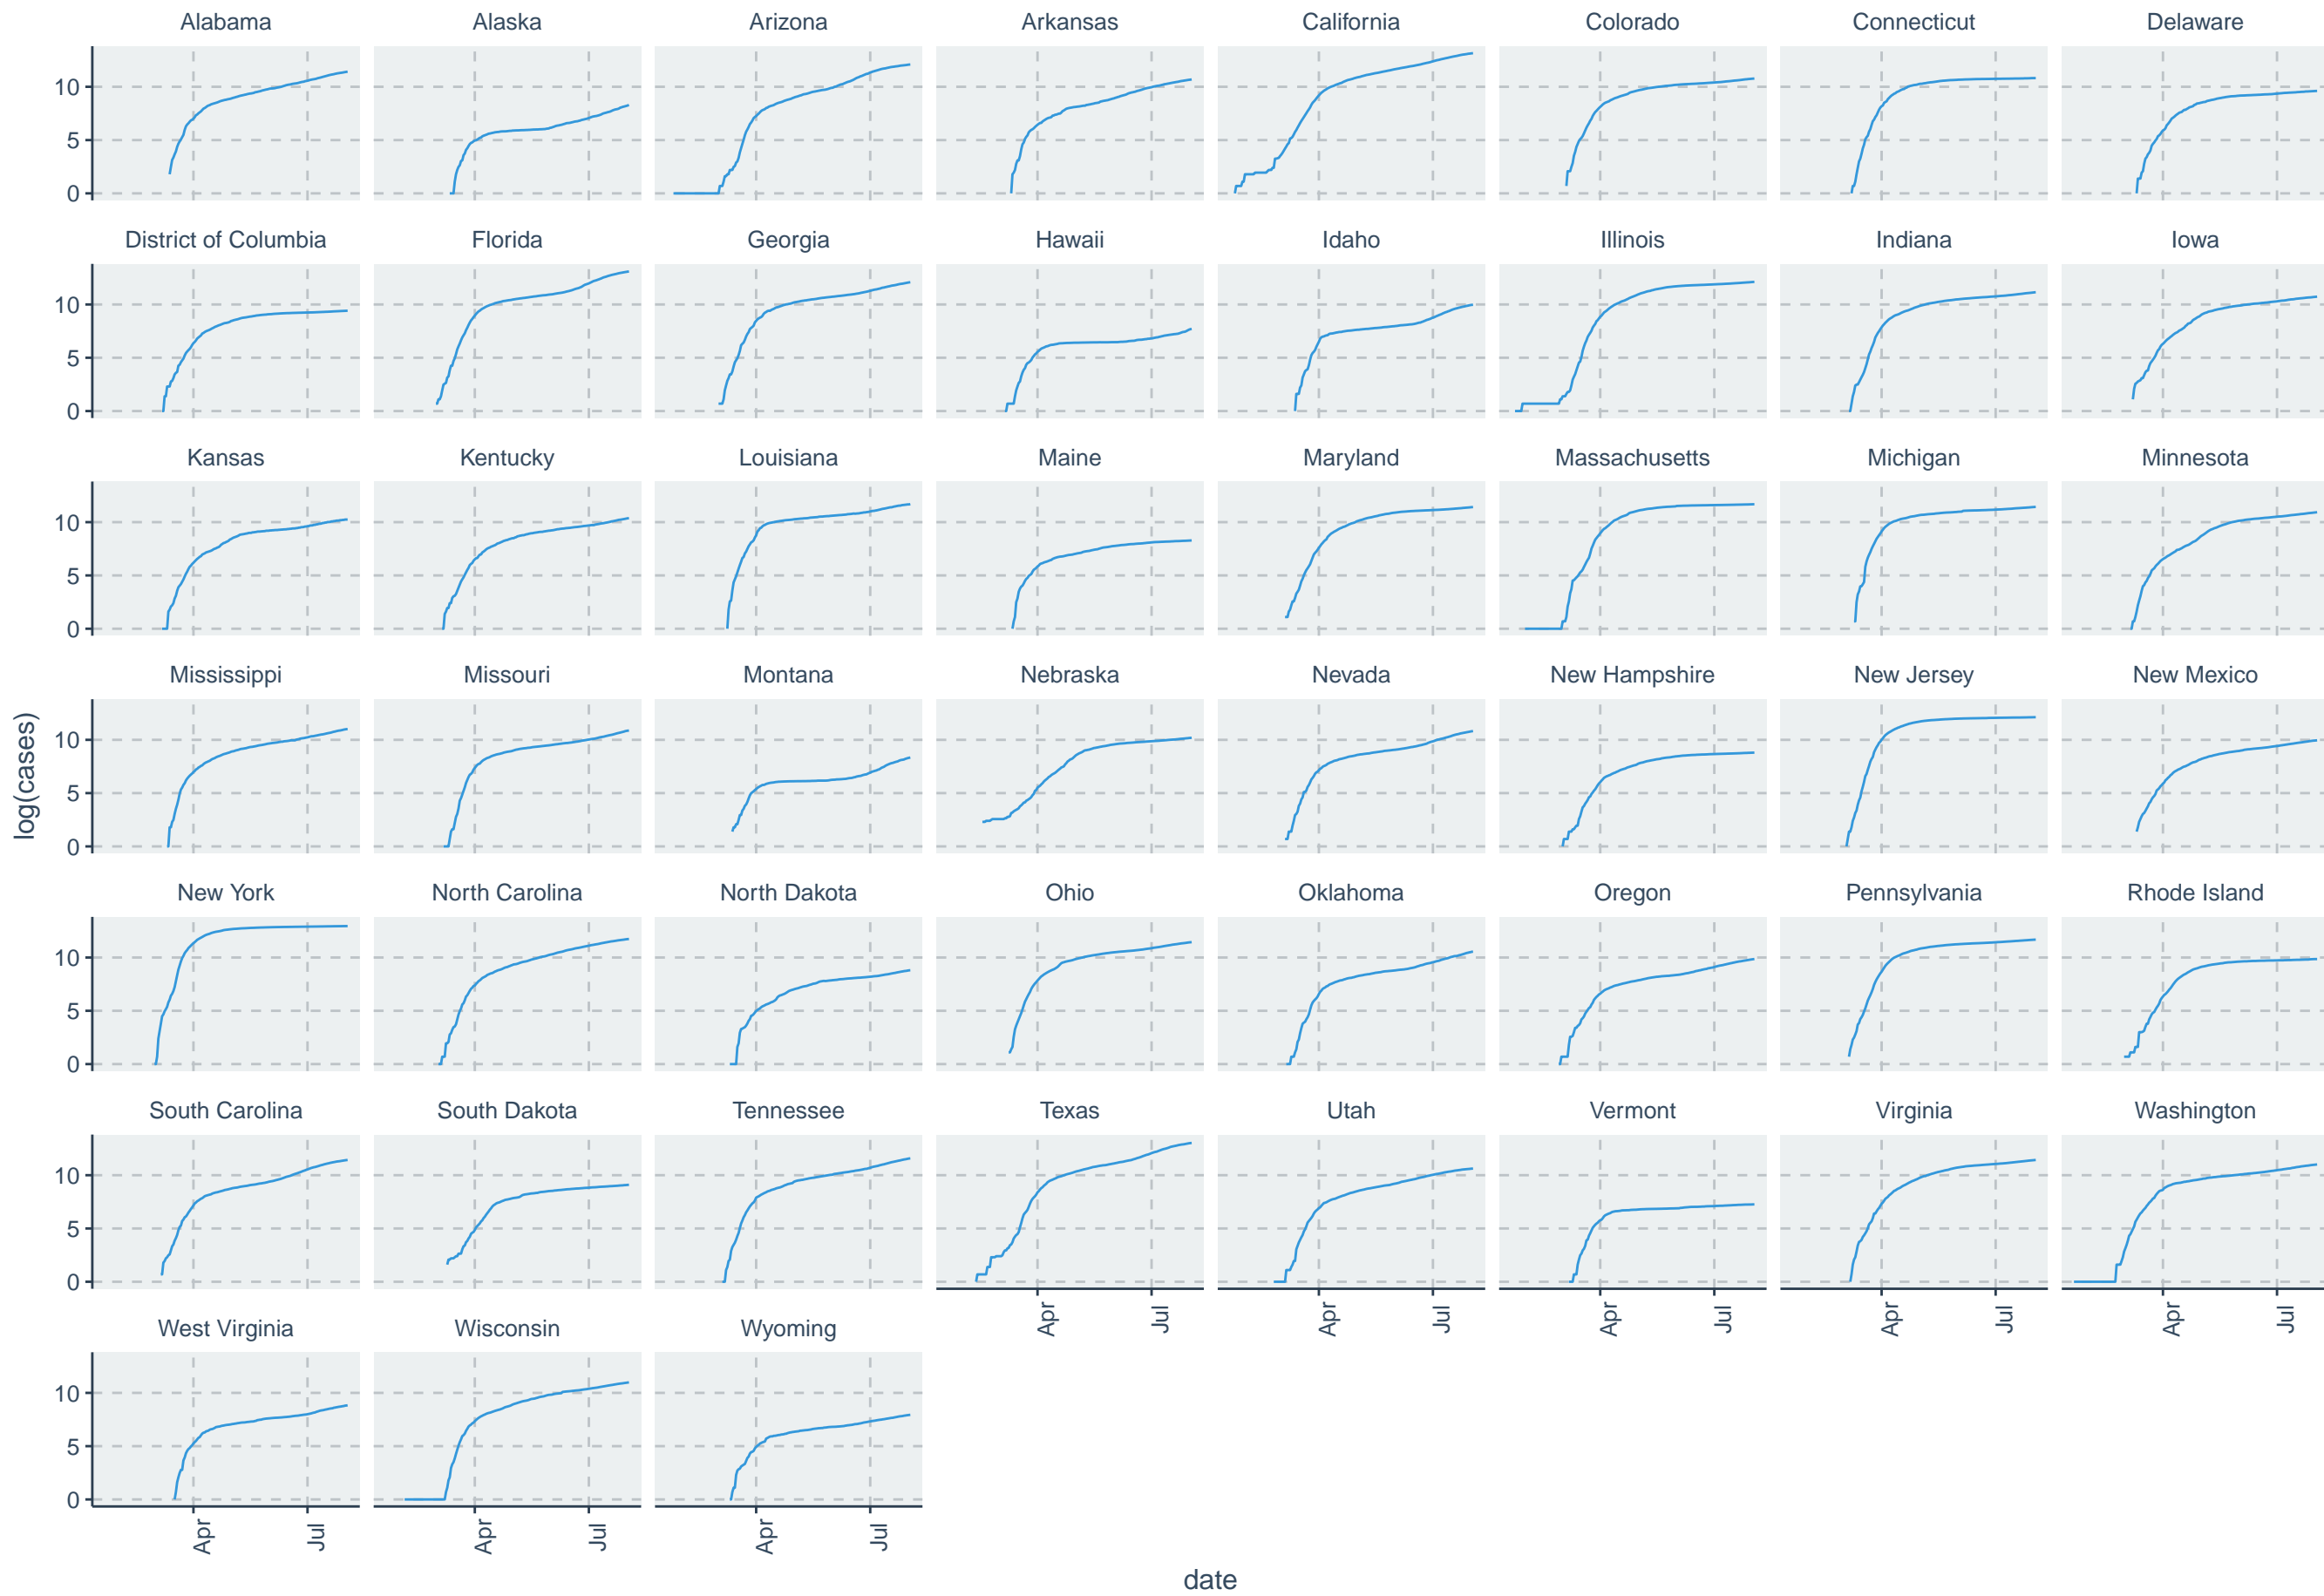 Alabama Alaska Arizona Arkansas California Colorado Connecticut Delaware
10
5
0
District of Columbia Florida Georgia Hawaii Idaho Illinois Indiana Iowa
10
5
0
Kansas Kentucky Louisiana Maine Maryland Massachusetts Michigan Minnesota
10
5
0
Mississippi Missouri Montana Nebraska Nevada New Hampshire New Jersey New Mexico
10
5
0
log(cases)
New York North Carolina North Dakota Ohio Oklahoma Oregon Pennsylvania Rhode Island
10
5
0
South Carolina South Dakota Tennessee Texas Utah Vermont Virginia Washington
10
5
0
Apr Jul Apr Jul Apr Jul Apr Jul Apr Jul
West Virginia Wisconsin Wyoming
10
5
0
Apr Jul Apr Jul Apr Jul
date